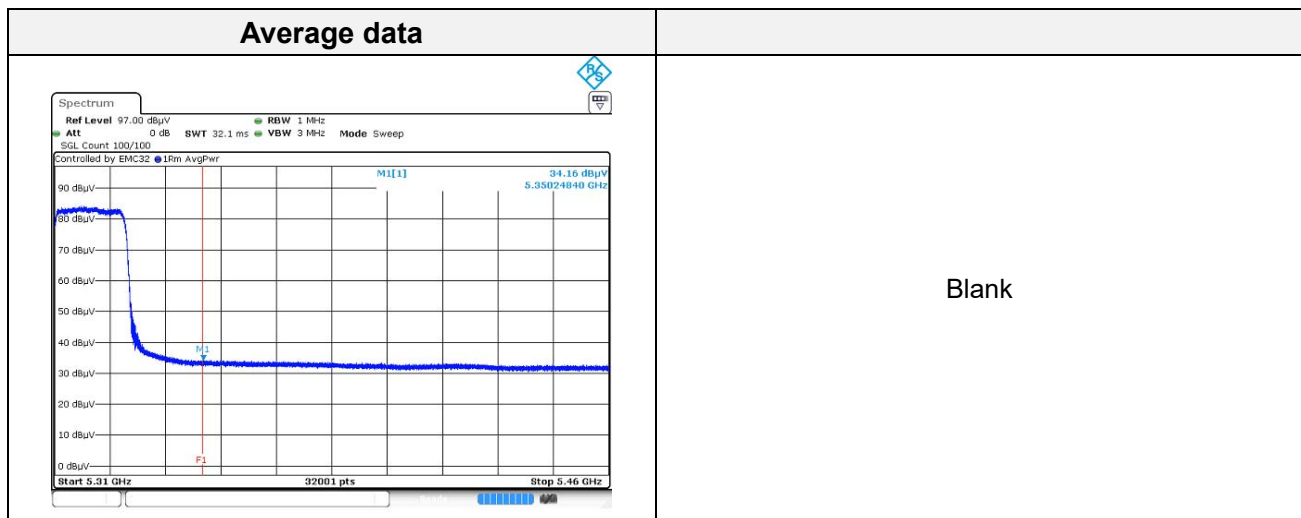 Average data
R&S
Spectrum
Ref Level 97.00 dBµV RBW 1 MHz
Att 0 dB SWT 32.1 ms VBW 3 MHz Mode Sweep
SGL Count 100/100
Controlled by EMC32 1Rm AvgPwr
M1[1] 34.16 dBµV
5.35024840 GHz
90 dBµV
80 dBµV
70 dBµV
60 dBµV
50 dBµV
Blank
40 dBµV
M1
30 dBµV
20 dBµV
10 dBµV
F1
0 dBµV
Start 5.31 GHz 32001 pts Stop 5.46 GHz